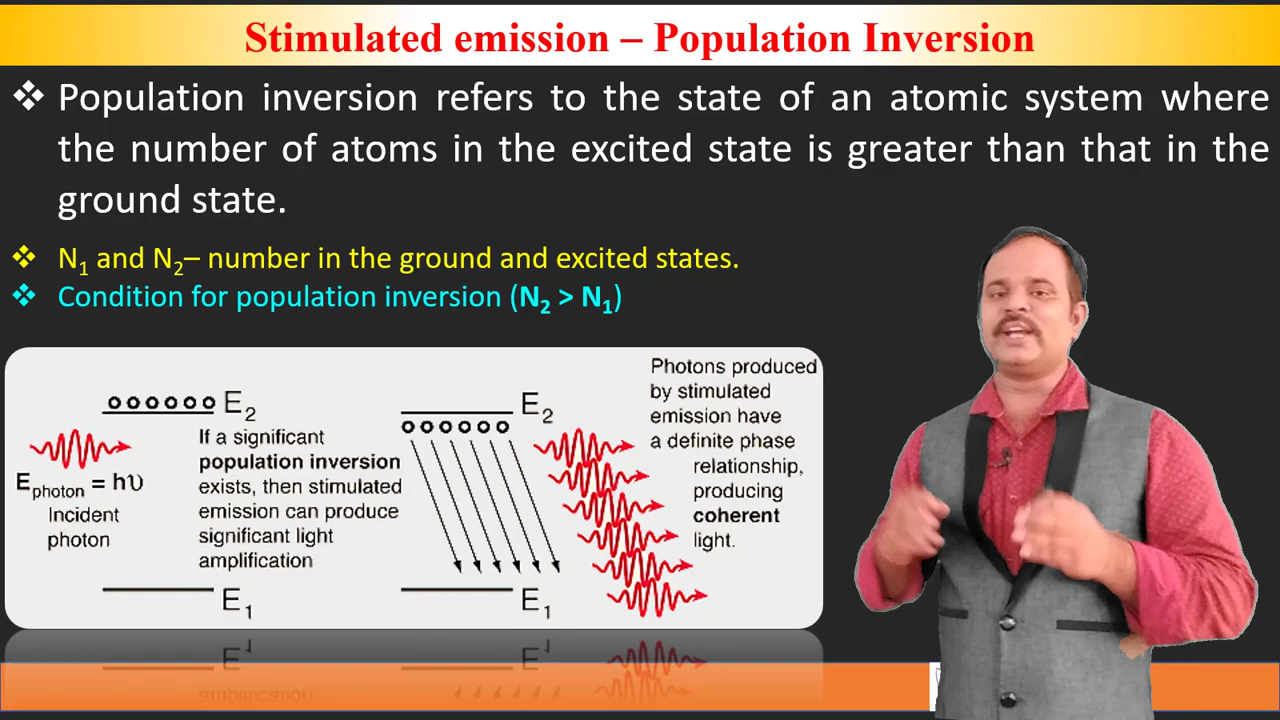 Stimulated emission – Population Inversion
❖ Population inversion refers to the state of an atomic system where
the number of atoms in the excited state is greater than that in the
ground state.
❖ N₁ and N₂– number in the ground and excited states.
❖ Condition for population inversion (N₂ > N₁)
E₂
E photon = hυ
Incident
photon
If a significant
population inversion
exists, then stimulated
emission can produce
significant light
amplification
E₁
E₂
E₁
Photons produced
by stimulated
emission have
a definite phase
relationship,
producing
coherent
light.